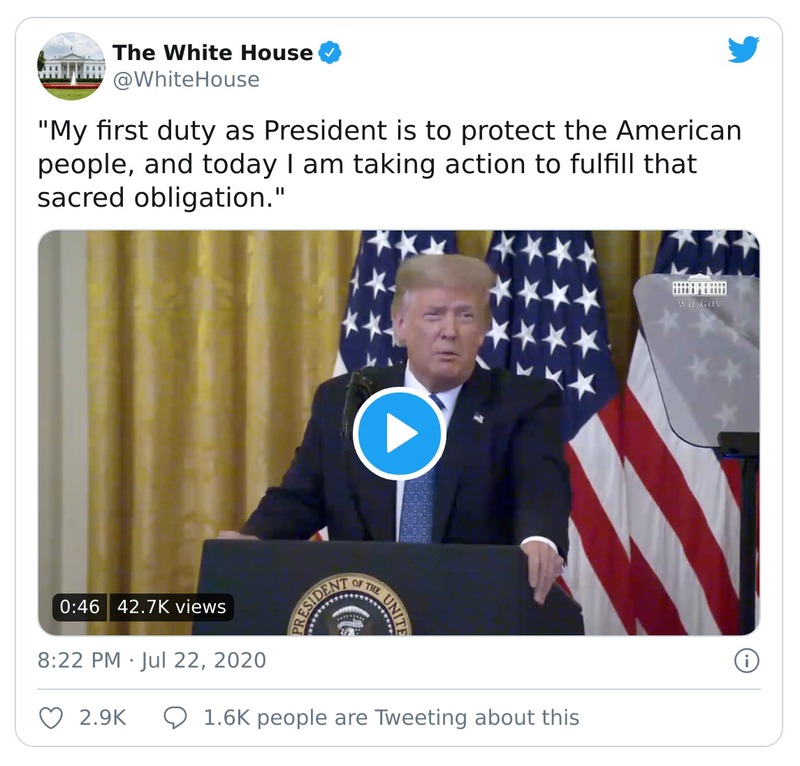 The White House
@WhiteHouse
"My first duty as President is to protect the American
people, and today I am taking action to fulfill that
sacred obligation."
WH.GOV
PRESIDENT OF THE UNITE
0:46 42.7K views
8:22 PM · Jul 22, 2020
2.9K 1.6K people are Tweeting about this